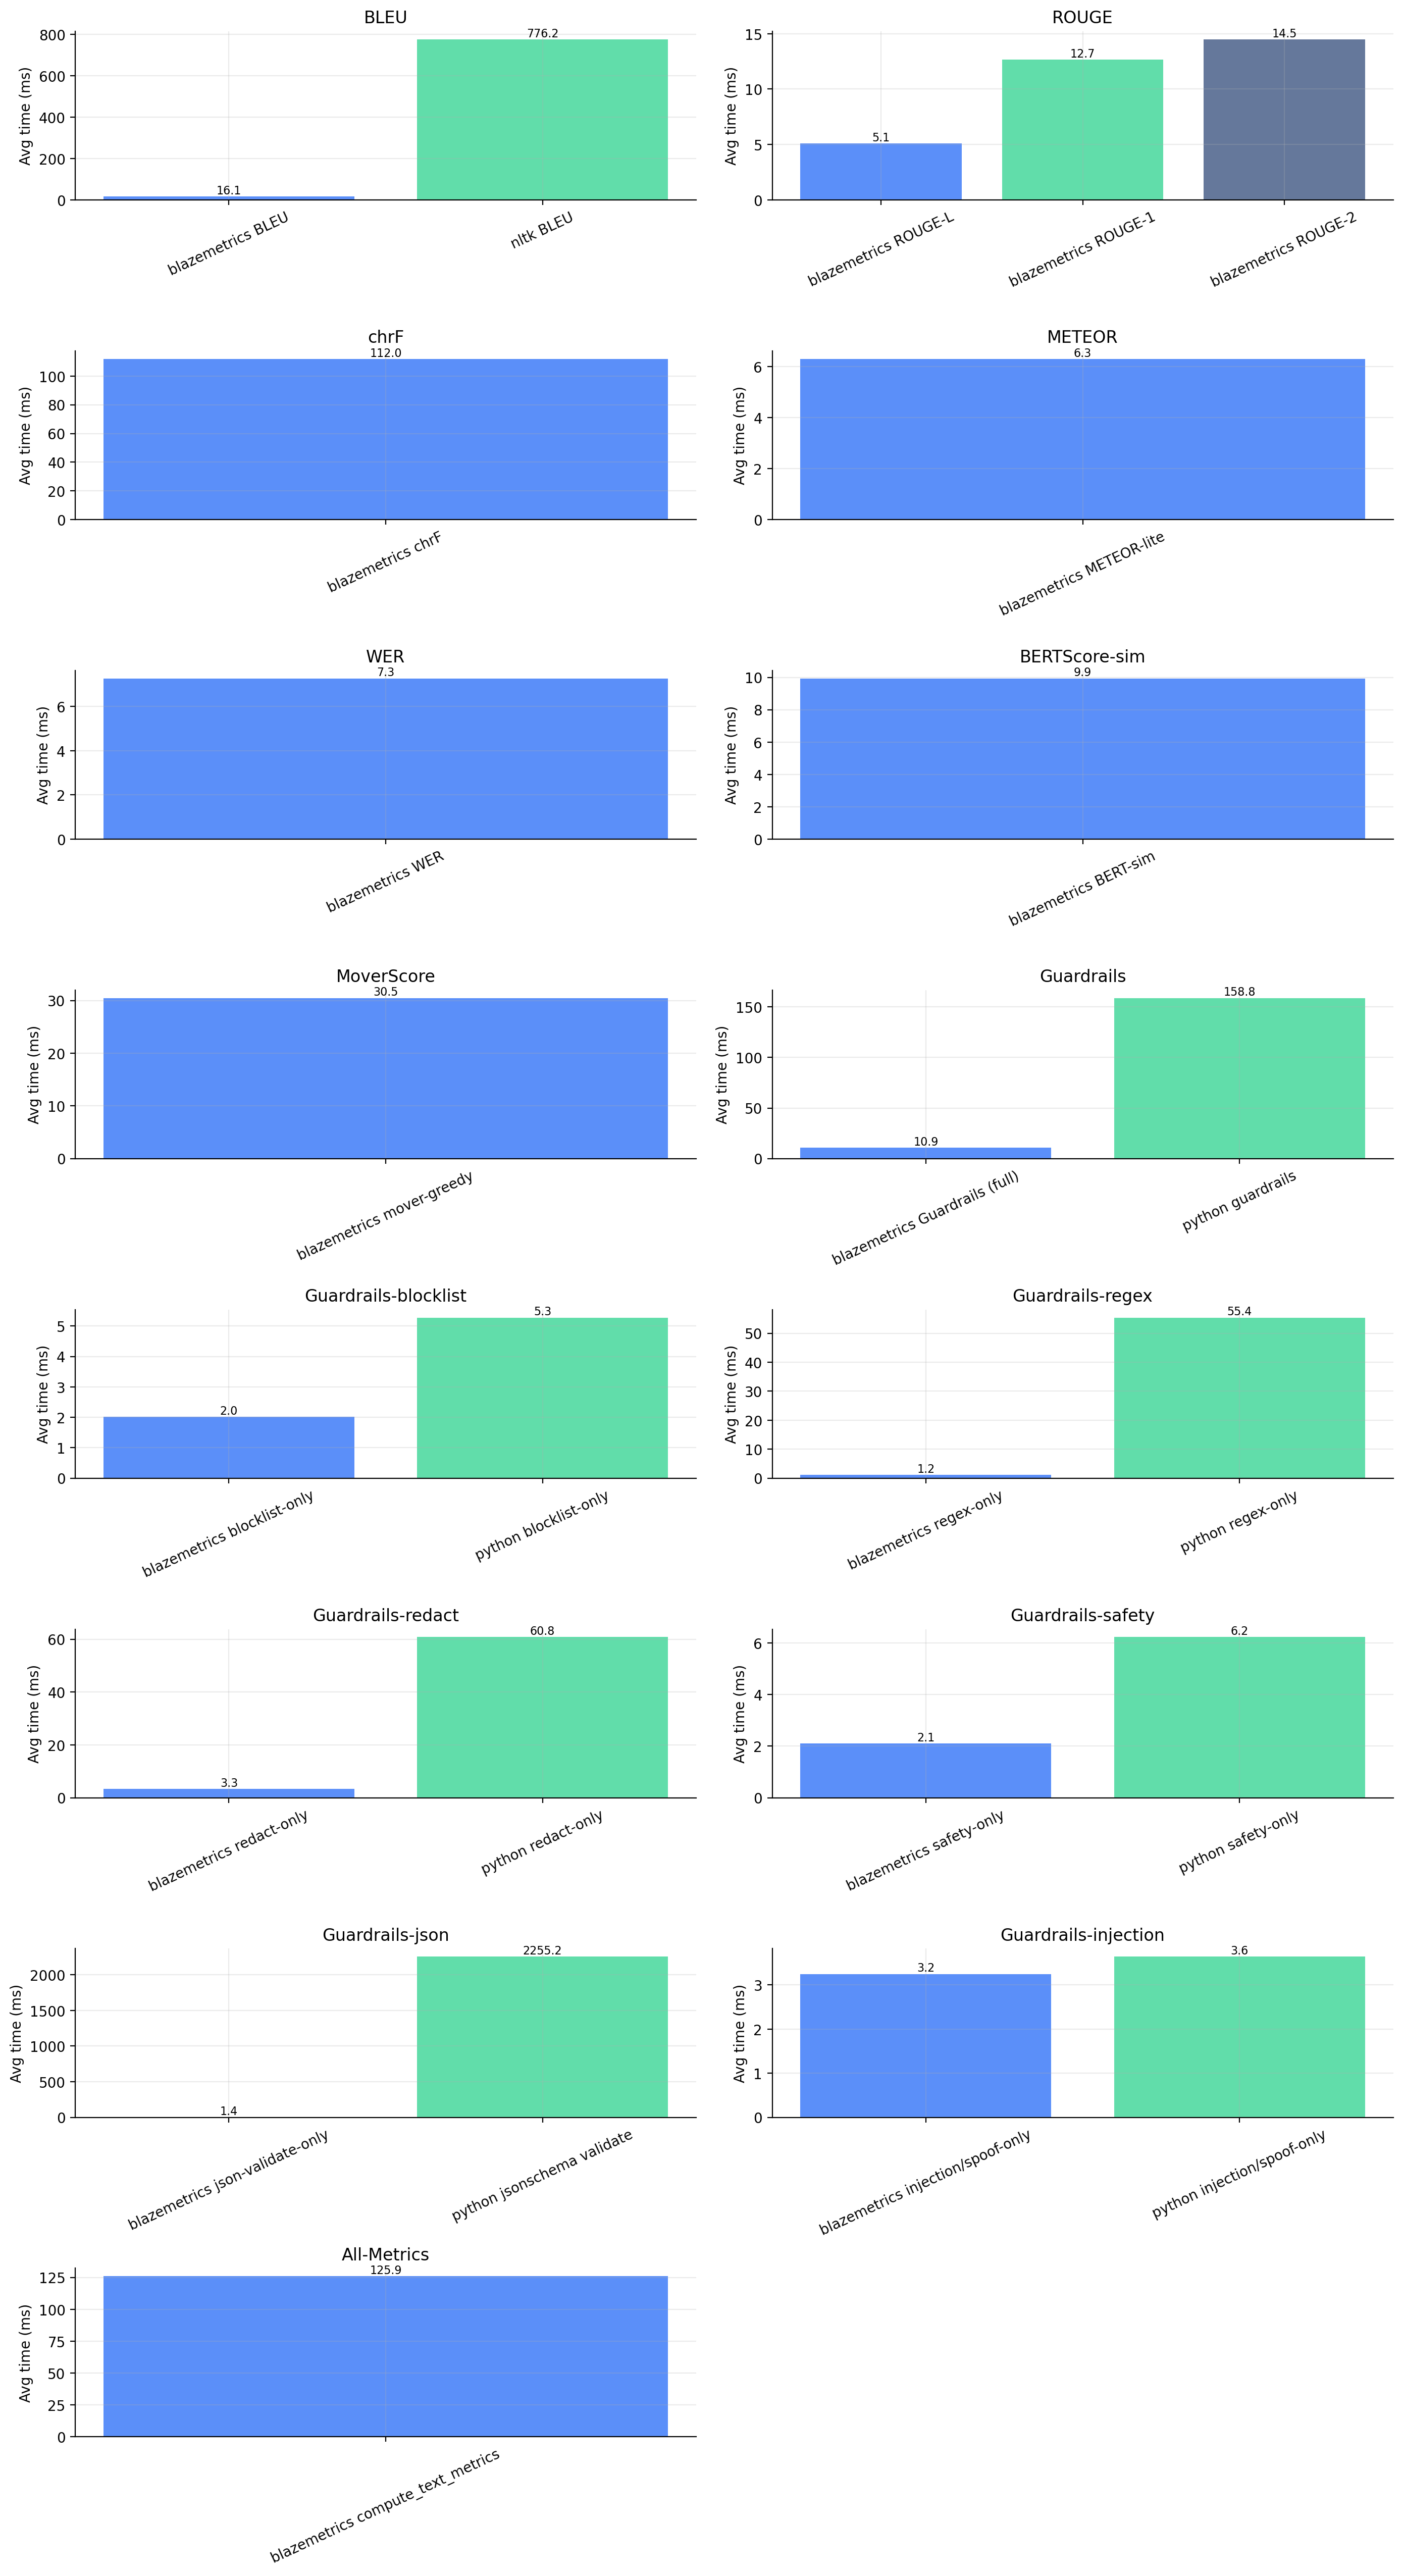 BLEU
Avg time (ms)
800
600
400
200
0
776.2
16.1
blazemetrics BLEU
nltk BLEU
ROUGE
Avg time (ms)
15
10
5
0
5.1
12.7
14.5
blazemetrics ROUGE-L
blazemetrics ROUGE-1
blazemetrics ROUGE-2
chrF
Avg time (ms)
100
80
60
40
20
0
112.0
blazemetrics chrF
METEOR
Avg time (ms)
6
4
2
0
6.3
blazemetrics METEOR-lite
WER
Avg time (ms)
6
4
2
0
7.3
blazemetrics WER
BERTScore-sim
Avg time (ms)
10
8
6
4
2
0
9.9
blazemetrics BERT-sim
MoverScore
Avg time (ms)
30
20
10
0
30.5
blazemetrics mover-greedy
Guardrails
Avg time (ms)
150
100
50
0
10.9
158.8
blazemetrics Guardrails (full)
python guardrails
Guardrails-blocklist
Avg time (ms)
5
4
3
2
1
0
2.0
5.3
blazemetrics blocklist-only
python blocklist-only
Guardrails-regex
Avg time (ms)
50
40
30
20
10
0
1.2
55.4
blazemetrics regex-only
python regex-only
Guardrails-redact
Avg time (ms)
60
40
20
0
3.3
60.8
blazemetrics redact-only
python redact-only
Guardrails-safety
Avg time (ms)
6
4
2
0
2.1
6.2
blazemetrics safety-only
python safety-only
Guardrails-json
Avg time (ms)
2000
1500
1000
500
0
1.4
2255.2
blazemetrics json-validate-only
python jsonschema validate
Guardrails-injection
Avg time (ms)
3
2
1
0
3.2
3.6
blazemetrics injection/spoof-only
python injection/spoof-only
All-Metrics
Avg time (ms)
125
100
75
50
25
0
125.9
blazemetrics compute_text_metrics